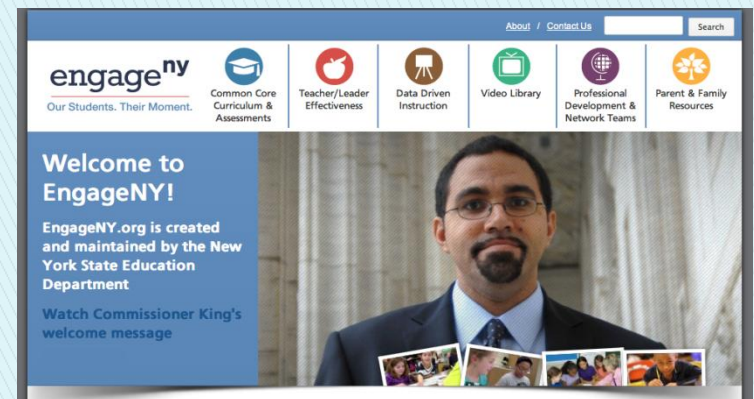 About / Contact Us Search
engage ny
Our Students. Their Moment.
Common Core
Curriculum &
Assessments
Teacher/Leader
Effectiveness
Data Driven
Instruction
Video Library
Professional
Development &
Network Teams
Parent & Family
Resources
Welcome to
EngageNY!
EngageNY.org is created
and maintained by the New
York State Education
Department
Watch Commissioner King's
welcome message